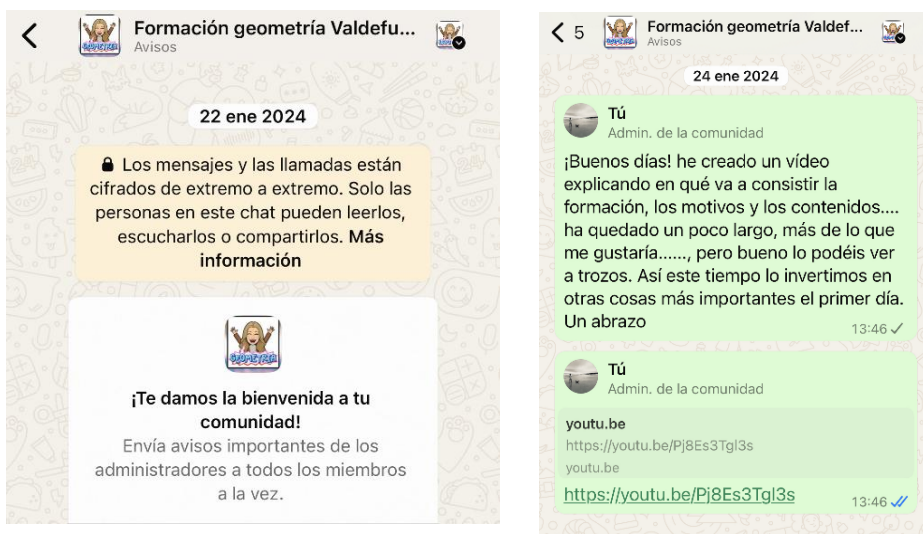 Formación geometría Valdefu...
Avisos
22 ene 2024
Los mensajes y las llamadas están
cifrados de extremo a extremo. Solo las
personas en este chat pueden leerlos,
escucharlos o compartirlos. Más
información
GEOMETRÍA
¡Te damos la bienvenida a tu
comunidad!
Envía avisos importantes de los
administradores a todos los miembros
a la vez.
5
Formación geometría Valdef...
Avisos
24 ene 2024
Tú
Admin. de la comunidad
¡Buenos días! he creado un vídeo
explicando en qué va a consistir la
formación, los motivos y los contenidos....
ha quedado un poco largo, más de lo que
me gustaría......, pero bueno lo podéis ver
a trozos. Así este tiempo lo invertimos en
otras cosas más importantes el primer día.
Un abrazo
13:46
Tú
Admin. de la comunidad
youtu.be
https://youtu.be/Pj8Es3Tgl3s
youtu.be
https://youtu.be/Pj8Es3Tgl3s
13:46